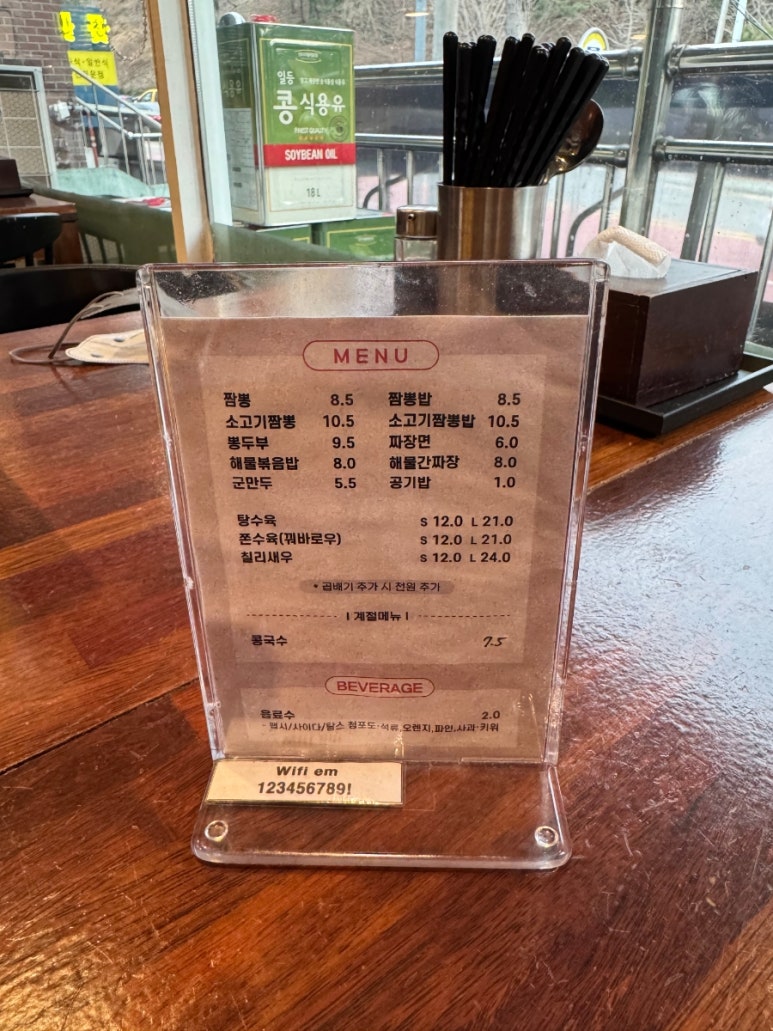 일등
콩 식용유
FINEST QUALITY
SOYBEAN OIL
18 L
MENU
짬뽕 8.5 짬뽕밥 8.5
소고기짬뽕 10.5 소고기짬뽕밥 10.5
뽕두부 9.5 짜장면 6.0
해물볶음밥 8.0 해물간짜장 8.0
군만두 5.5 공기밥 1.0
탕수육 S 12.0 L 21.0
쫀수육(꿔바로우) S 12.0 L 21.0
칠리새우 S 12.0 L 24.0
* 곱배기 추가 시 천원 추가
I 계절메뉴 I
콩국수 7.5
BEVERAGE
음료수 2.0
- 펩시/사이다/탐스 청포도·석류,오렌지,파인,사과·키위
Wifi em
123456789!